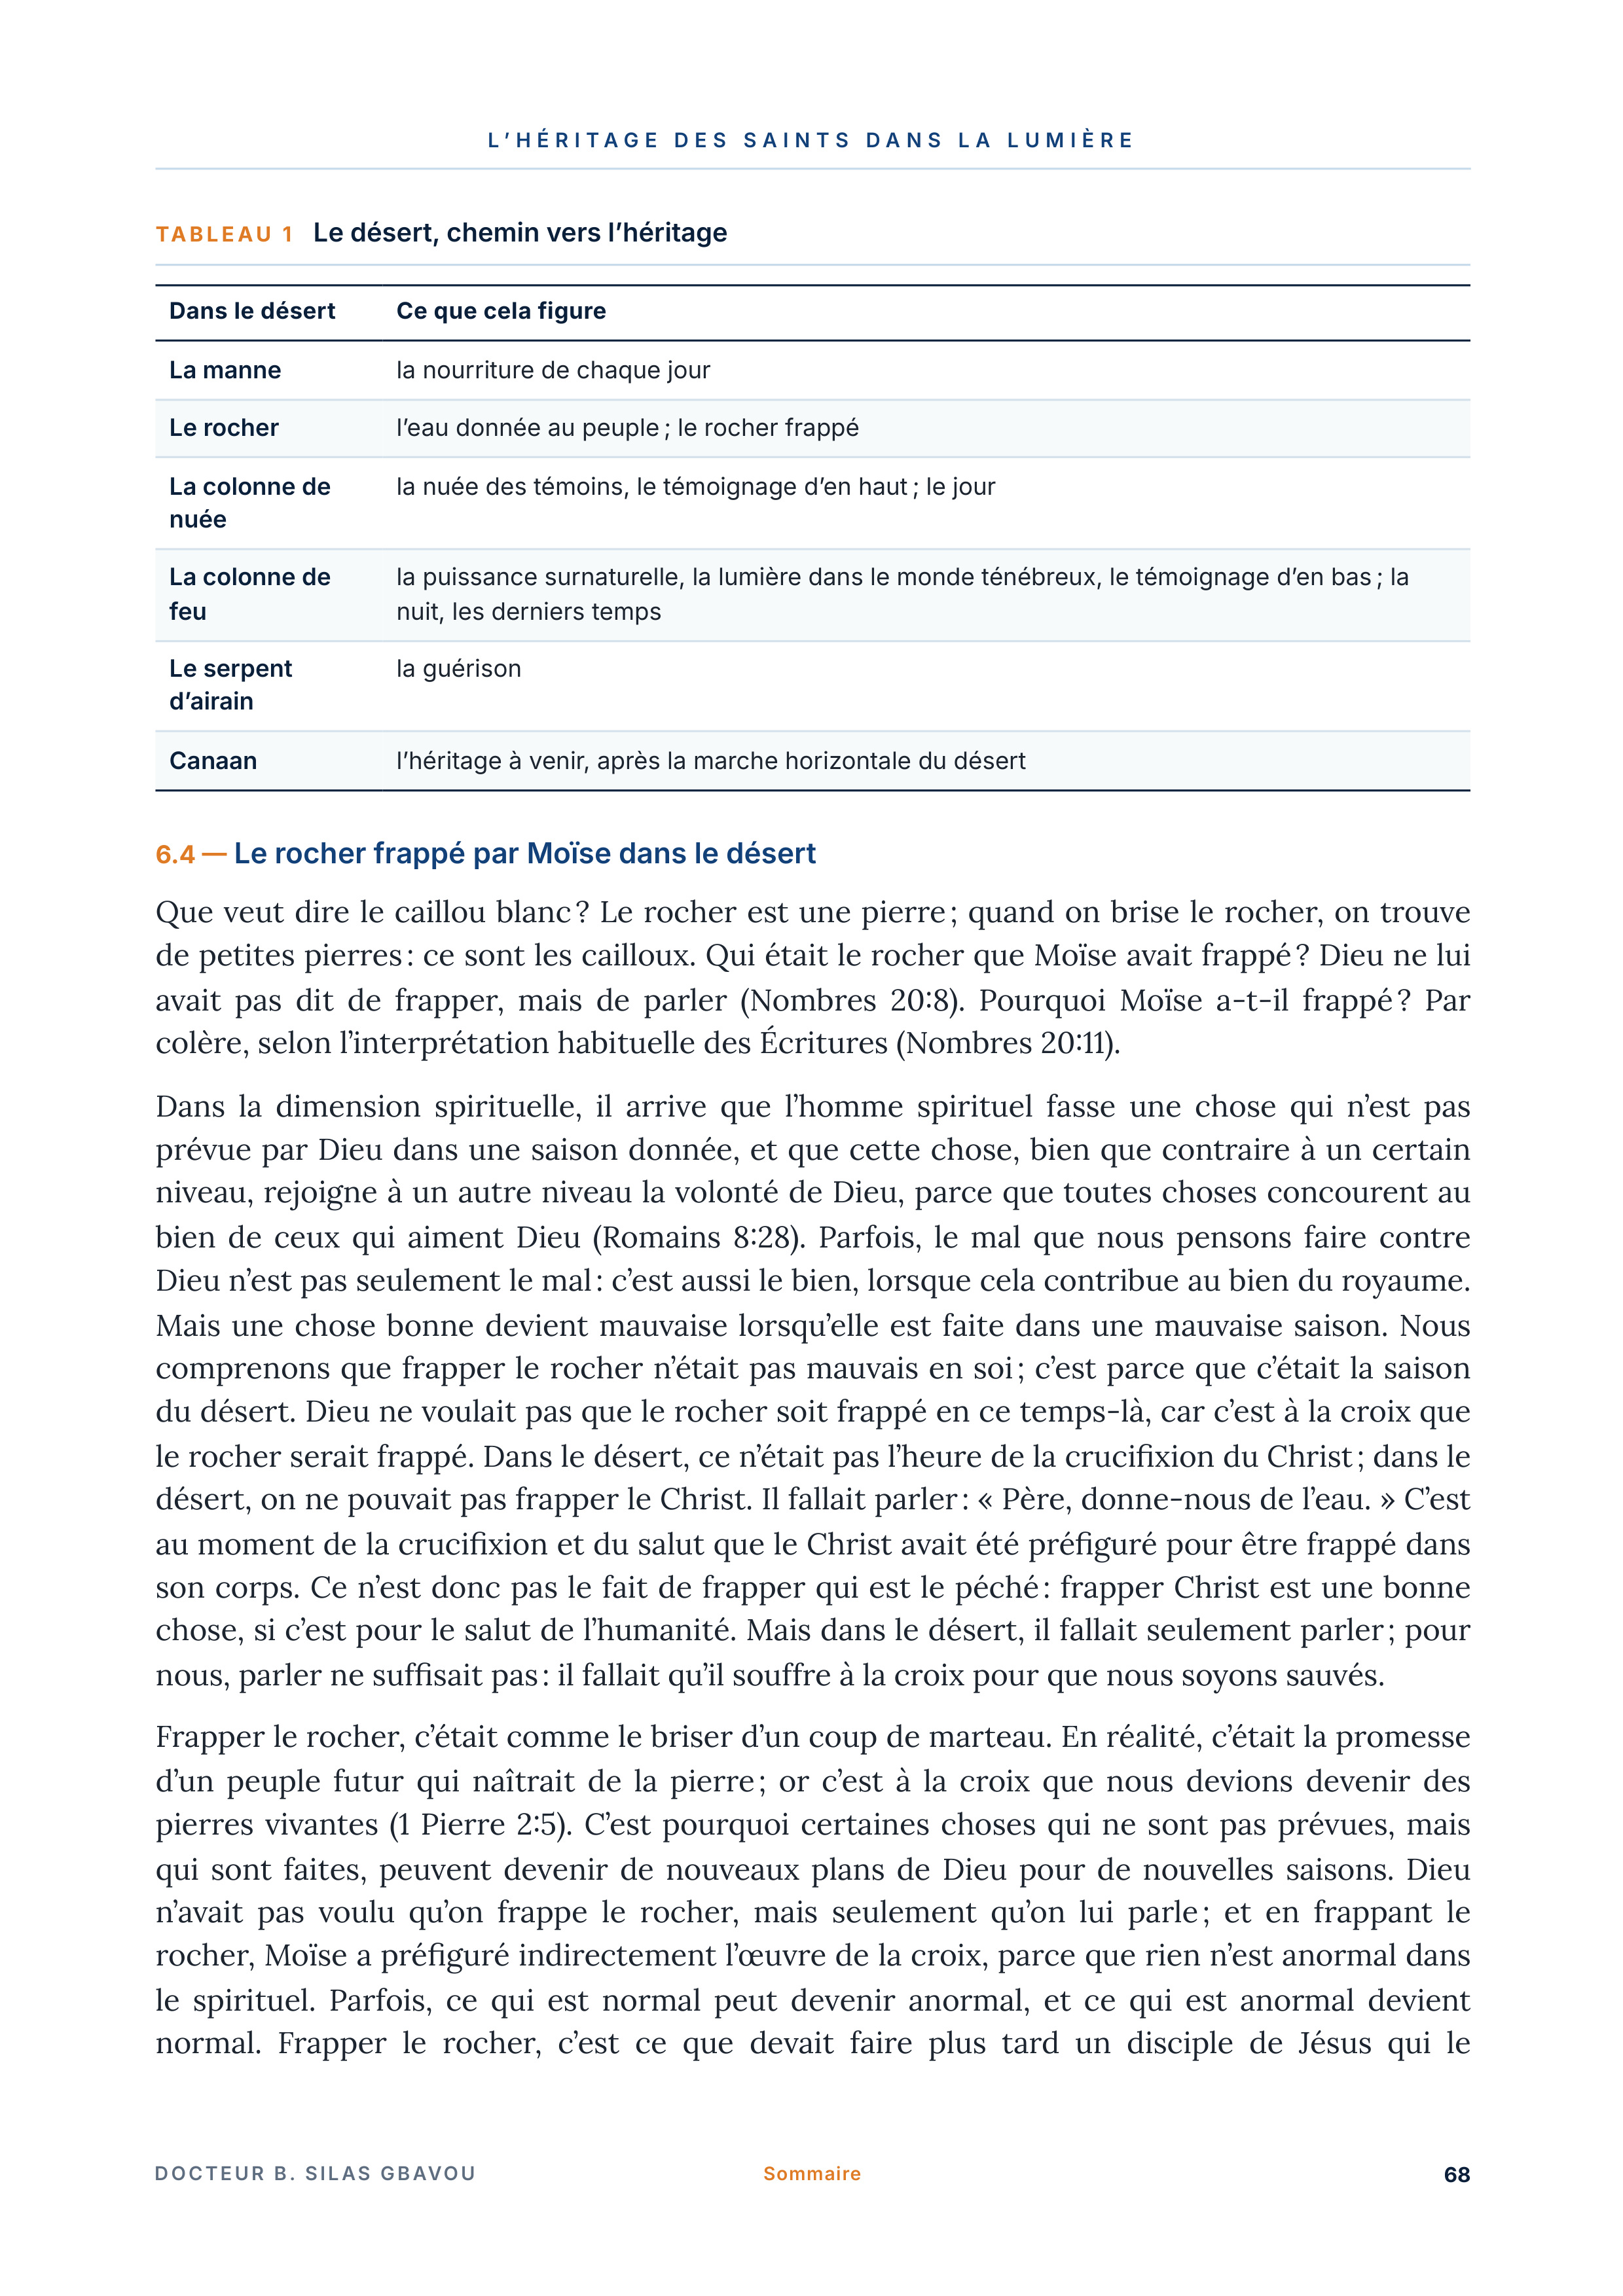 L’HÉRITAGE DES SAINTS DANS LA LUMIÈRE
TABLEAU 1 Le désert, chemin vers l’héritage
Dans le désert Ce que cela figure
La manne la nourriture de chaque jour
Le rocher l’eau donnée au peuple ; le rocher frappé
La colonne de la nuée des témoins, le témoignage d’en haut ; le jour
nuée
La colonne de la puissance surnaturelle, la lumière dans le monde ténébreux, le témoignage d’en bas ; la
feu nuit, les derniers temps
Le serpent la guérison
d’airain
Canaan l’héritage à venir, après la marche horizontale du désert
6.4 — Le rocher frappé par Moïse dans le désert
Que veut dire le caillou blanc ? Le rocher est une pierre ; quand on brise le rocher, on trouve
de petites pierres : ce sont les cailloux. Qui était le rocher que Moïse avait frappé ? Dieu ne lui
avait pas dit de frapper, mais de parler (Nombres 20:8). Pourquoi Moïse a-t-il frappé ? Par
colère, selon l’interprétation habituelle des Écritures (Nombres 20:11).
Dans la dimension spirituelle, il arrive que l’homme spirituel fasse une chose qui n’est pas
prévue par Dieu dans une saison donnée, et que cette chose, bien que contraire à un certain
niveau, rejoigne à un autre niveau la volonté de Dieu, parce que toutes choses concourent au
bien de ceux qui aiment Dieu (Romains 8:28). Parfois, le mal que nous pensons faire contre
Dieu n’est pas seulement le mal : c’est aussi le bien, lorsque cela contribue au bien du royaume.
Mais une chose bonne devient mauvaise lorsqu’elle est faite dans une mauvaise saison. Nous
comprenons que frapper le rocher n’était pas mauvais en soi ; c’est parce que c’était la saison
du désert. Dieu ne voulait pas que le rocher soit frappé en ce temps-là, car c’est à la croix que
le rocher serait frappé. Dans le désert, ce n’était pas l’heure de la crucifixion du Christ ; dans le
désert, on ne pouvait pas frapper le Christ. Il fallait parler : « Père, donne-nous de l’eau. » C’est
au moment de la crucifixion et du salut que le Christ avait été préfiguré pour être frappé dans
son corps. Ce n’est donc pas le fait de frapper qui est le péché : frapper Christ est une bonne
chose, si c’est pour le salut de l’humanité. Mais dans le désert, il fallait seulement parler ; pour
nous, parler ne suffisait pas : il fallait qu’il souffre à la croix pour que nous soyons sauvés.
Frapper le rocher, c’était comme le briser d’un coup de marteau. En réalité, c’était la promesse
d’un peuple futur qui naîtrait de la pierre ; or c’est à la croix que nous devions devenir des
pierres vivantes (1 Pierre 2:5). C’est pourquoi certaines choses qui ne sont pas prévues, mais
qui sont faites, peuvent devenir de nouveaux plans de Dieu pour de nouvelles saisons. Dieu
n’avait pas voulu qu’on frappe le rocher, mais seulement qu’on lui parle ; et en frappant le
rocher, Moïse a préfiguré indirectement l’œuvre de la croix, parce que rien n’est anormal dans
le spirituel. Parfois, ce qui est normal peut devenir anormal, et ce qui est anormal devient
normal. Frapper le rocher, c’est ce que devait faire plus tard un disciple de Jésus qui le
DOCTEUR B. SILAS GBAVOU Sommaire 68